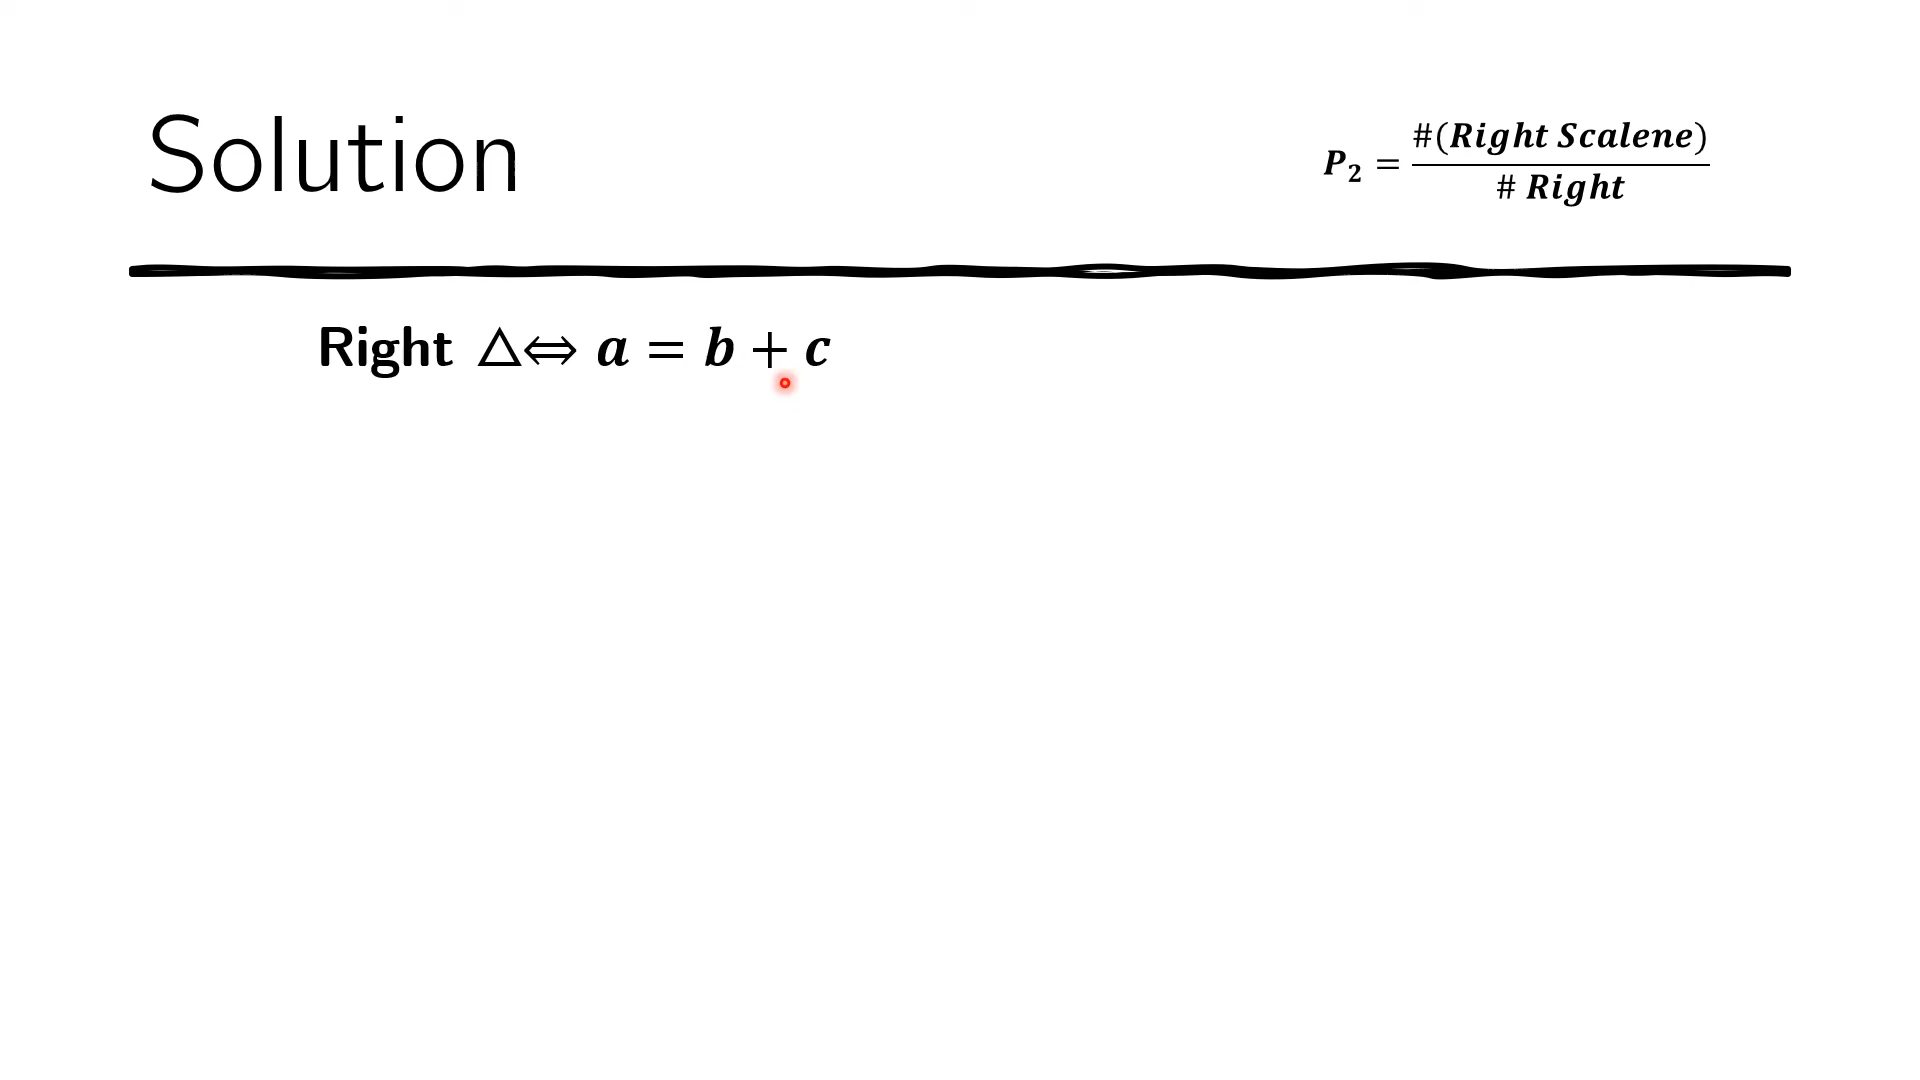 Solution
P₂ = #(Right Scalene) / # Right
Right △⇔ a = b + c